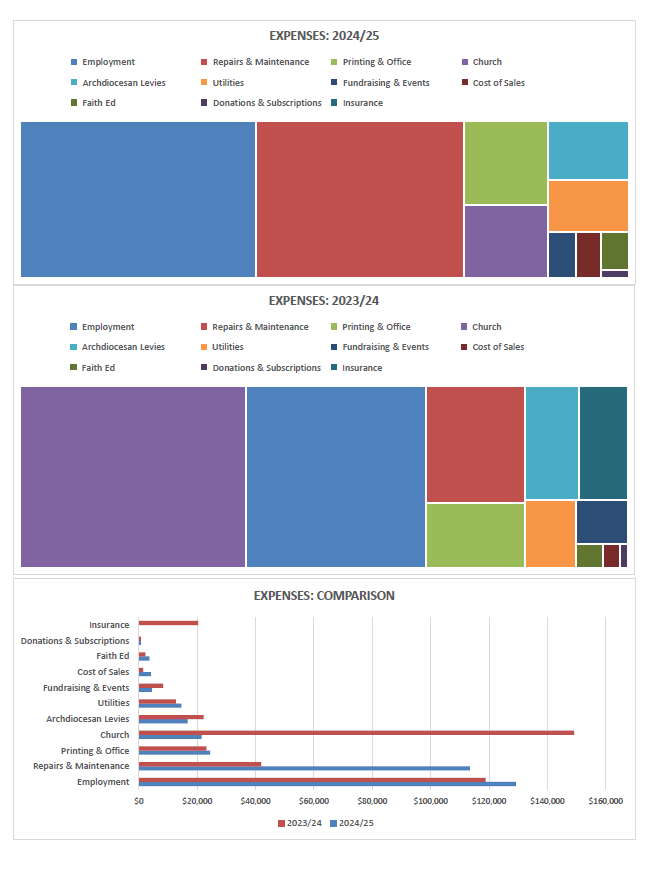 EXPENSES: 2024/25
Employment Repairs & Maintenance Printing & Office Church
Archdiocesan Levies Utilities Fundraising & Events Cost of Sales
Faith Ed Donations & Subscriptions Insurance
EXPENSES: 2023/24
Employment Repairs & Maintenance Printing & Office Church
Archdiocesan Levies Utilities Fundraising & Events Cost of Sales
Faith Ed Donations & Subscriptions Insurance
EXPENSES: COMPARISON
Insurance
Donations & Subscriptions
Faith Ed
Cost of Sales
Fundraising & Events
Utilities
Archdiocesan Levies
Church
Printing & Office
Repairs & Maintenance
Employment
$0 $20,000 $40,000 $60,000 $80,000 $100,000 $120,000 $140,000 $160,000
2023/24 2024/25